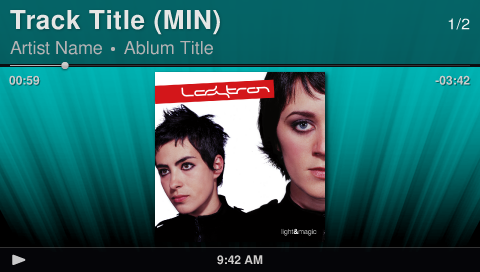 Track Title (MIN)
1/2
Artist Name • Ablum Title
00:59
-03:42
Ladytron
light&magic
9:42 AM